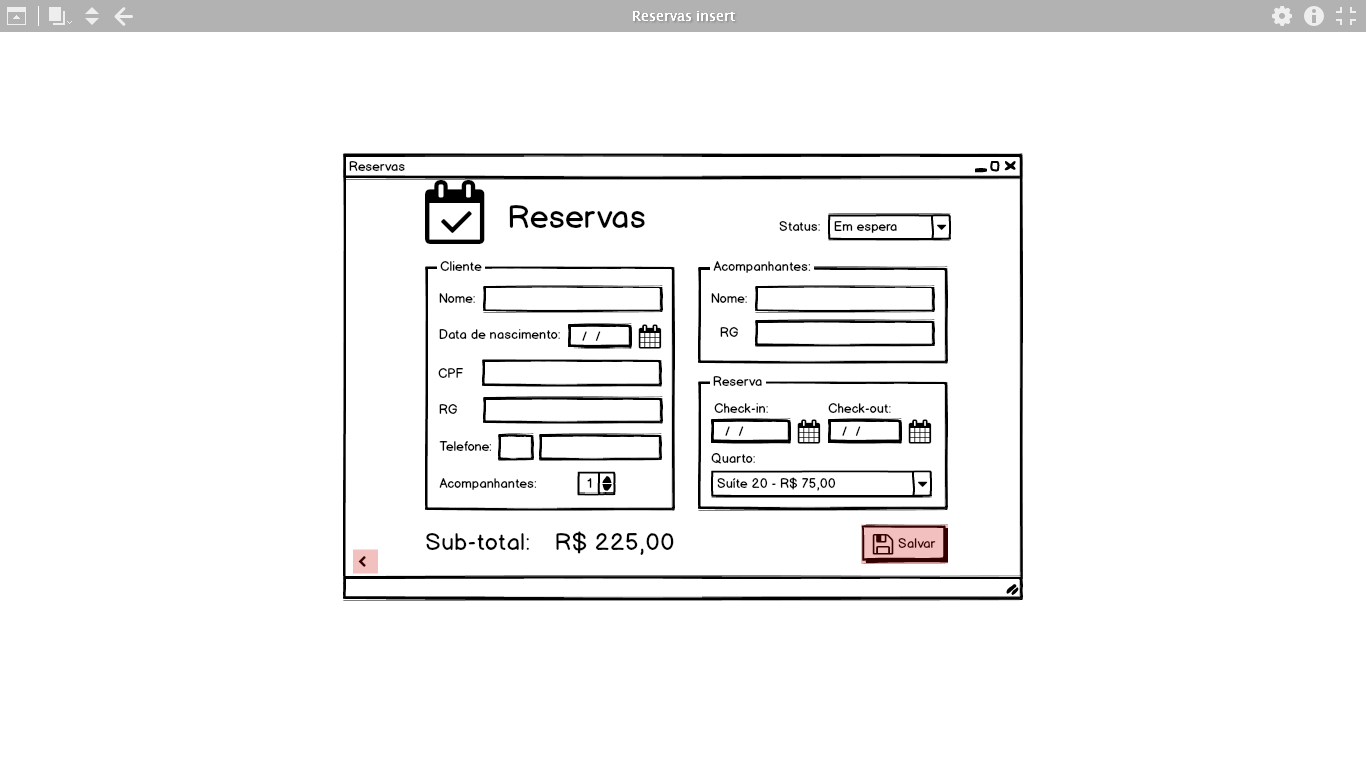 Reservas insert
Reservas
Reservas
Status: Em espera
Cliente
Nome:
Data de nascimento: / /
CPF
RG
Telefone:
Acompanhantes: 1
Acompanhantes:
Nome:
RG
Reserva
Check-in: Check-out:
/ / / /
Quarto:
Suíte 20 - R$ 75,00
Sub-total: R$ 225,00
Salvar